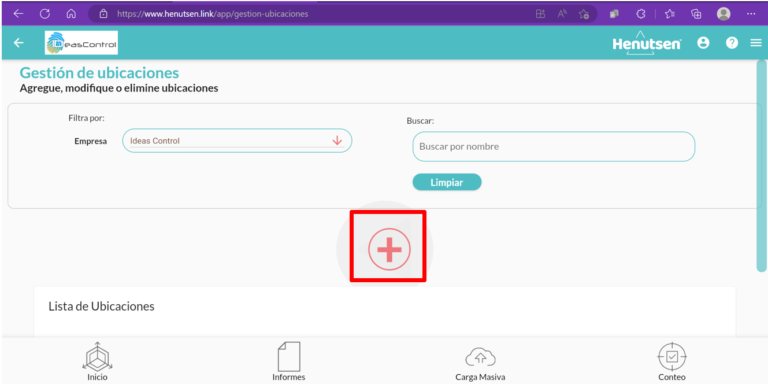 https://www.henutsen.link/app/gestion-ubicaciones
IDeasControl
Henutsen
Gestión de ubicaciones
Agregue, modifique o elimine ubicaciones
Filtra por:
Buscar:
Empresa
Ideas Control
Buscar por nombre
Limpiar
Lista de Ubicaciones
Inicio
Informes
Carga Masiva
Conteo